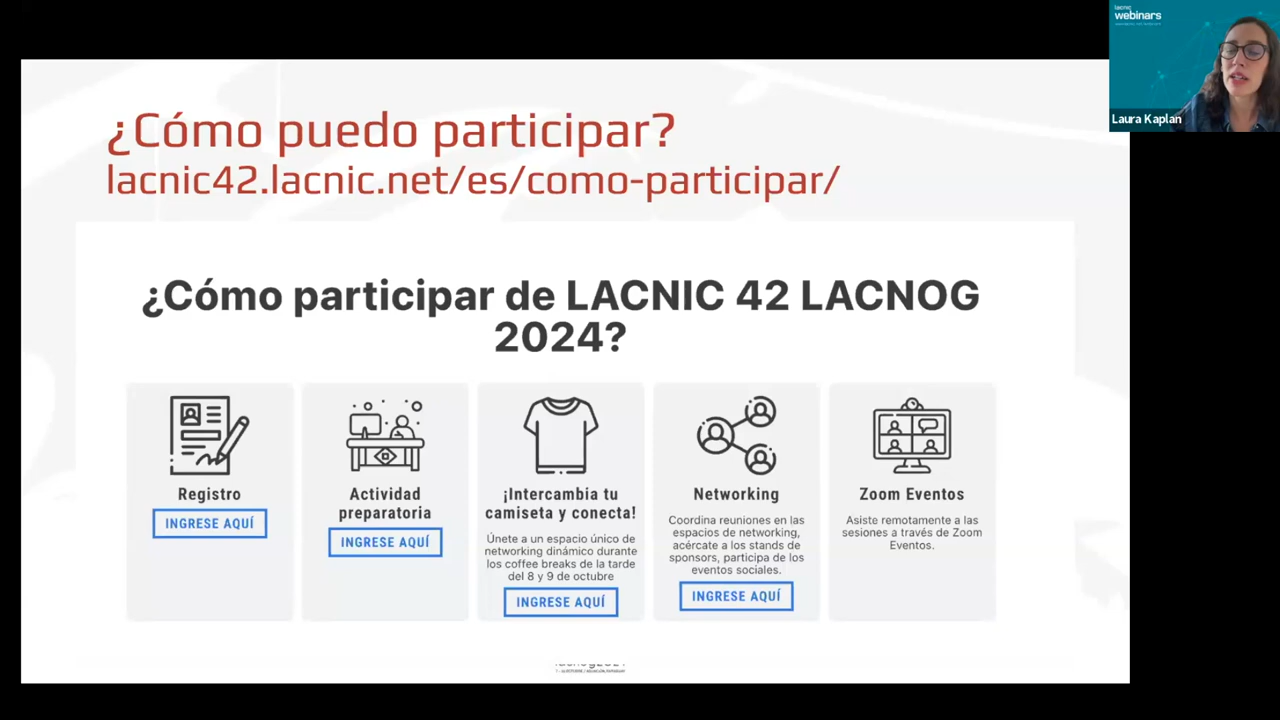 lacnic
webinars
Laura Kaplan
¿Cómo puedo participar?
lacnic42.lacnic.net/es/como-participar/
¿Cómo participar de LACNIC 42 LACNOG
2024?
Registro
INGRESE AQUÍ
Actividad
preparatoria
INGRESE AQUÍ
¡Intercambia tu
camiseta y conecta!
Únete a un espacio único de
networking dinámico durante
los coffee breaks de la tarde
del 8 y 9 de octubre
INGRESE AQUÍ
Networking
Coordina reuniones en las
espacios de networking,
acércate a los stands de
sponsors, participa de los
eventos sociales.
INGRESE AQUÍ
Zoom Eventos
Asiste remotamente a las
sesiones a través de Zoom
Eventos.